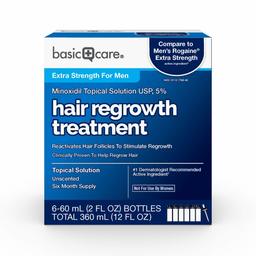 basic care®
Compare to
Men's Rogaine®
Extra Strength
active ingredient†
Extra Strength For Men
Minoxidil Topical Solution USP, 5%
hair regrowth
treatment
Reactivates Hair Follicles To Stimulate Regrowth
Clinically Proven To Help Regrow Hair
Topical Solution
Unscented
Six Month Supply
#1 Dermatologist Recommended
Active Ingredient†
Not For Use By Women
6-60 mL (2 FL OZ) BOTTLES
TOTAL 360 mL (12 FL OZ)